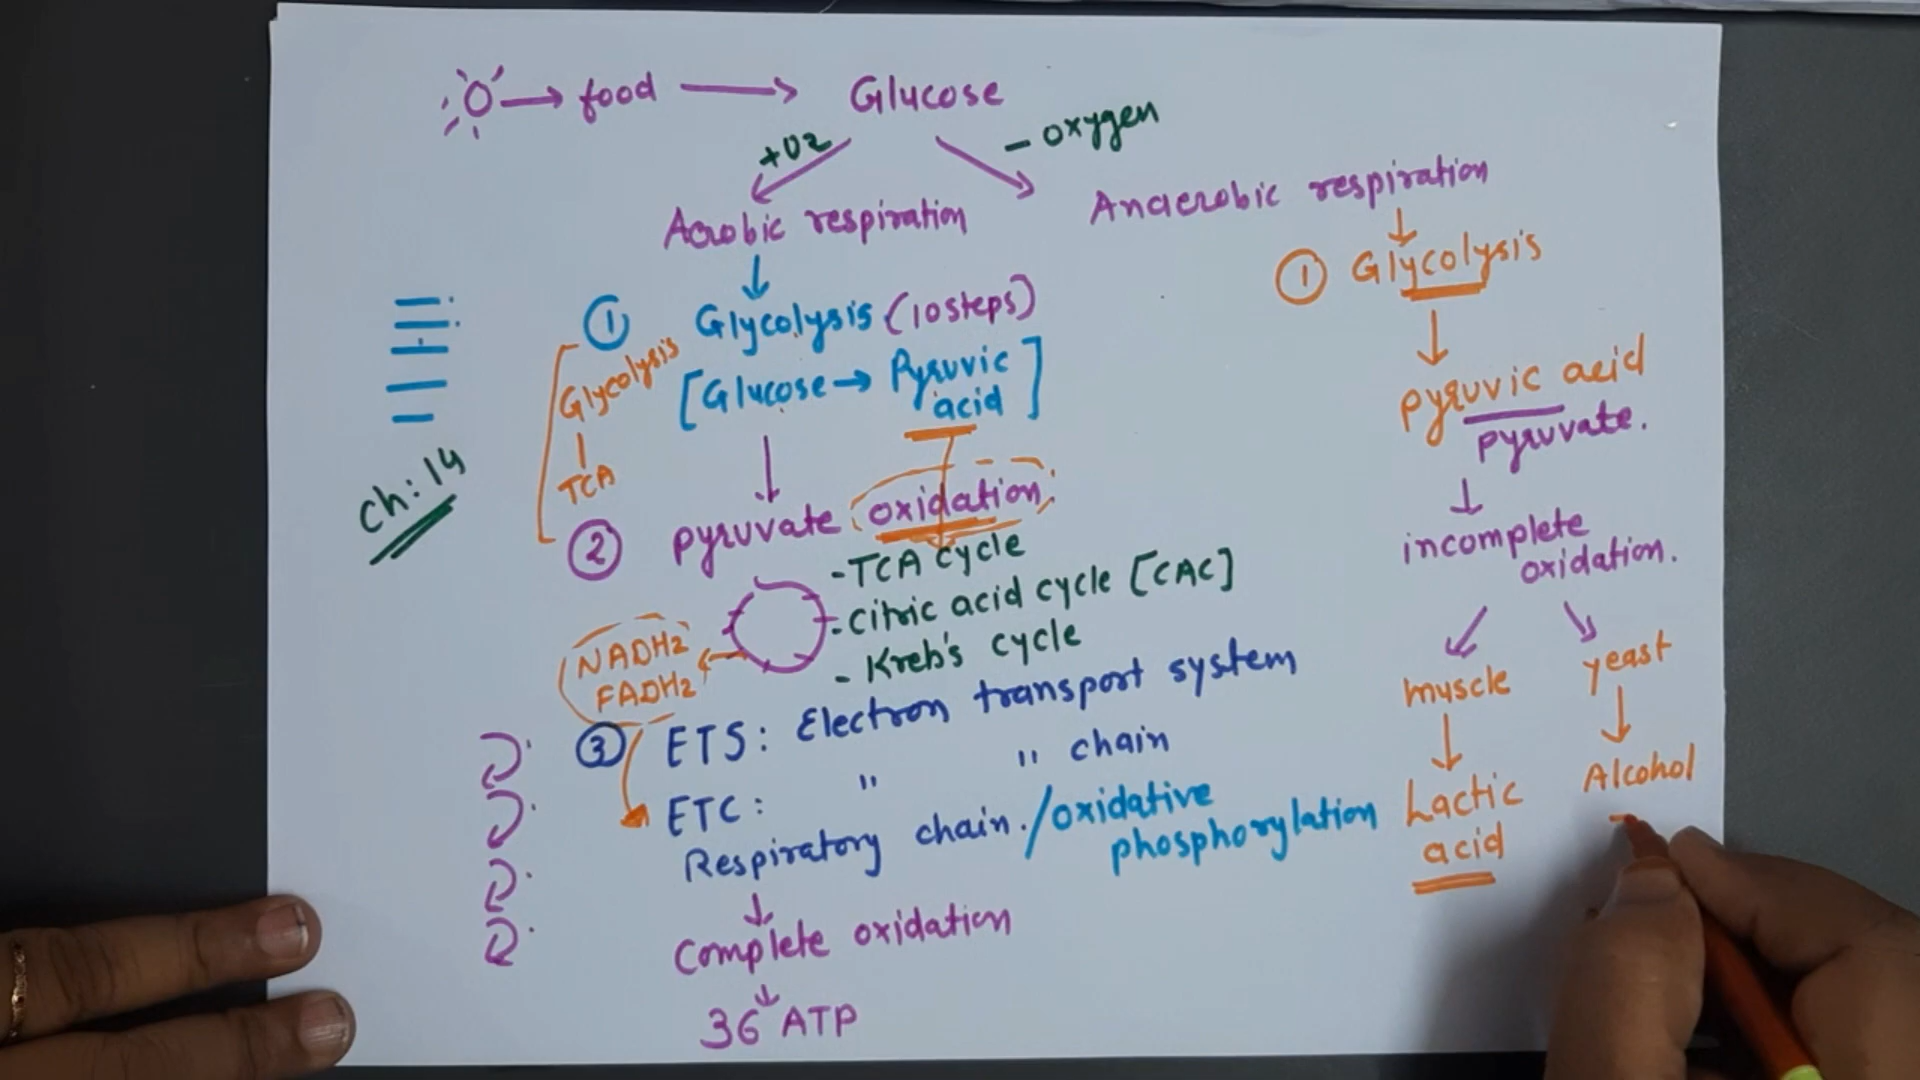 → food → Glucose
+O2
- oxygen
Aerobic respiration
Anaerobic respiration
① Glycolysis (10 steps)
[Glucose → Pyruvic acid]
Glycolysis
TCA
Ch: 14
② pyruvate oxidation
- TCA cycle
- Citric acid cycle [CAC]
- Kreb's cycle
NADH2
FADH2
③ ETS: Electron transport system
ETC: " " chain
Respiratory chain. / oxidative
phosphorylation
Complete oxidation
36 ATP
① Glycolysis
pyruvic acid
pyruvate.
incomplete
oxidation.
muscle
yeast
Lactic
acid
Alcohol